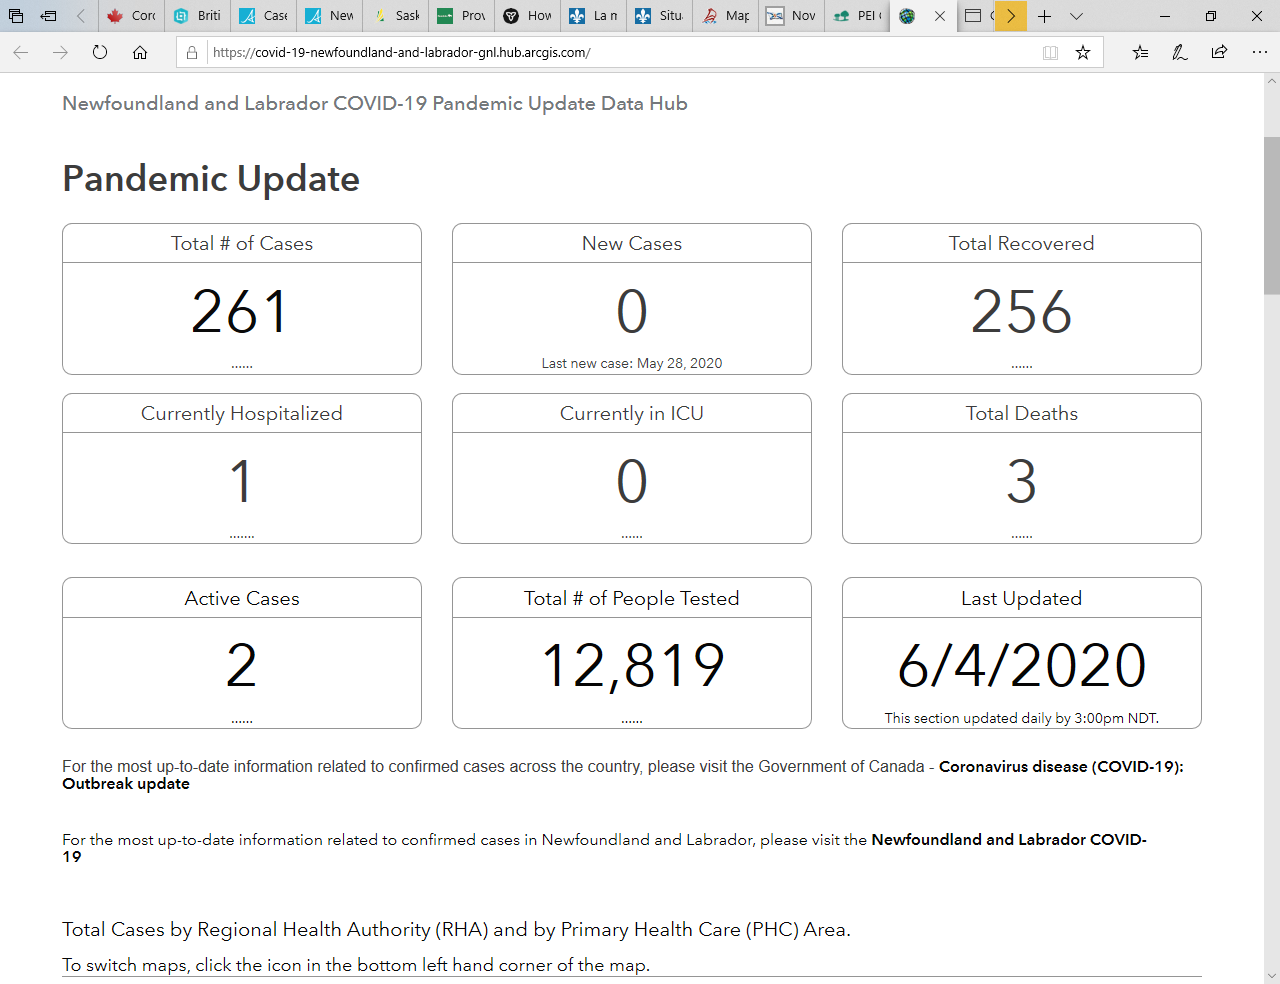 Corc
Briti
Case
New
Sask
Prov
How
La m
Situ
Map
Nov
PEI
https://covid-19-newfoundland-and-labrador-gnl.hub.arcgis.com/
Newfoundland and Labrador COVID-19 Pandemic Update Data Hub
Pandemic Update
Total # of Cases
261
......
New Cases
0
Last new case: May 28, 2020
Total Recovered
256
......
Currently Hospitalized
1
.......
Currently in ICU
0
......
Total Deaths
3
......
Active Cases
2
......
Total # of People Tested
12,819
......
Last Updated
6/4/2020
This section updated daily by 3:00pm NDT.
For the most up-to-date information related to confirmed cases across the country, please visit the Government of Canada - Coronavirus disease (COVID-19):
Outbreak update
For the most up-to-date information related to confirmed cases in Newfoundland and Labrador, please visit the Newfoundland and Labrador COVID-
19
Total Cases by Regional Health Authority (RHA) and by Primary Health Care (PHC) Area.
To switch maps, click the icon in the bottom left hand corner of the map.